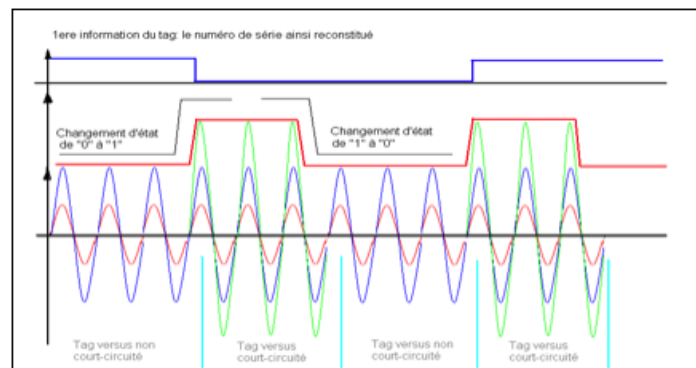 1ere information du tag: le numéro de série ainsi reconstitué
Changement d'état
de "0" à "1"
Changement d'état
de "1" à "0"
Tag versus non
court-circuité
Tag versus
court-circuité
Tag versus non
court-circuité
Tag versus
court-circuité